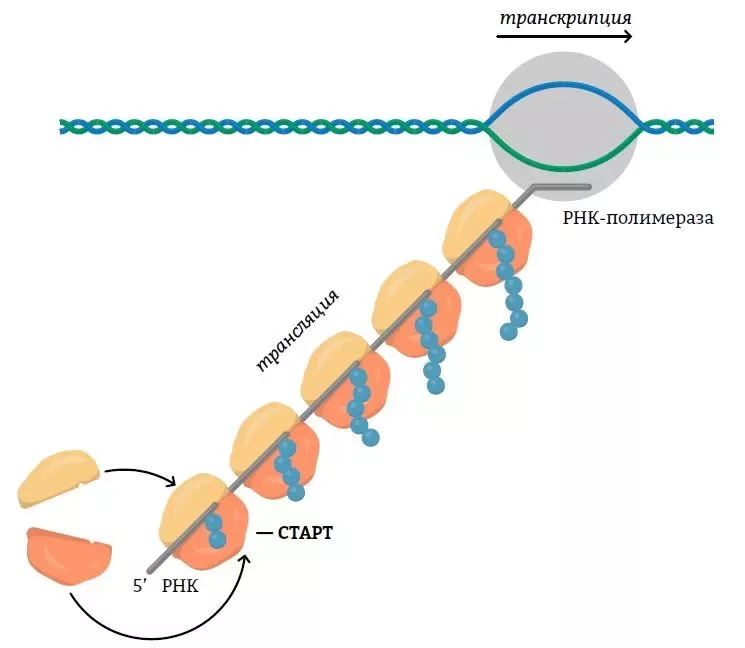 транскрипция
РНК-полимераза
трансляция
— СТАРТ
5’ РНК